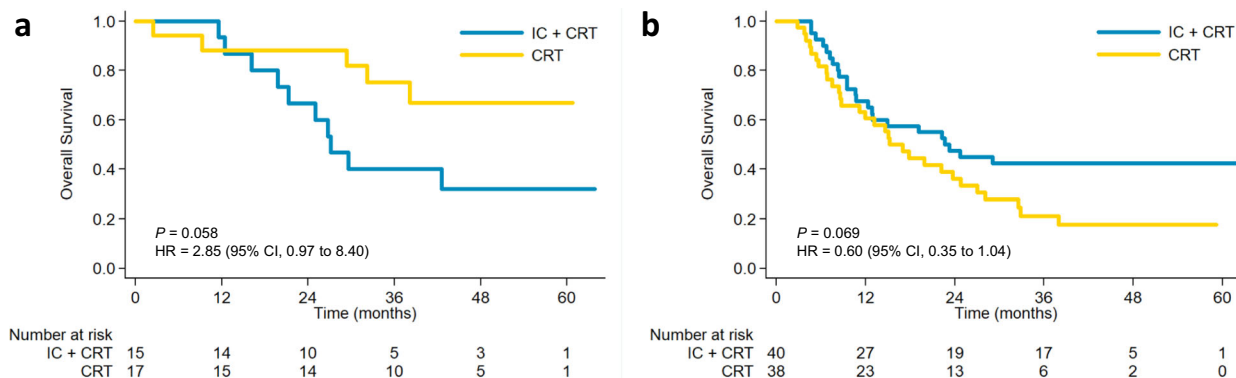 a
IC + CRT
CRT
Overall Survival
1.0
0.8
0.6
0.4
0.2
0.0
P = 0.058
HR = 2.85 (95% CI, 0.97 to 8.40)
0 12 24 36 48 60
Time (months)
Number at risk
IC + CRT 15 14 10 5 3 1
CRT 17 15 14 10 5 1
b
IC + CRT
CRT
Overall Survival
1.0
0.8
0.6
0.4
0.2
0.0
P = 0.069
HR = 0.60 (95% CI, 0.35 to 1.04)
0 12 24 36 48 60
Time (months)
Number at risk
IC + CRT 40 27 19 17 5 1
CRT 38 23 13 6 2 0